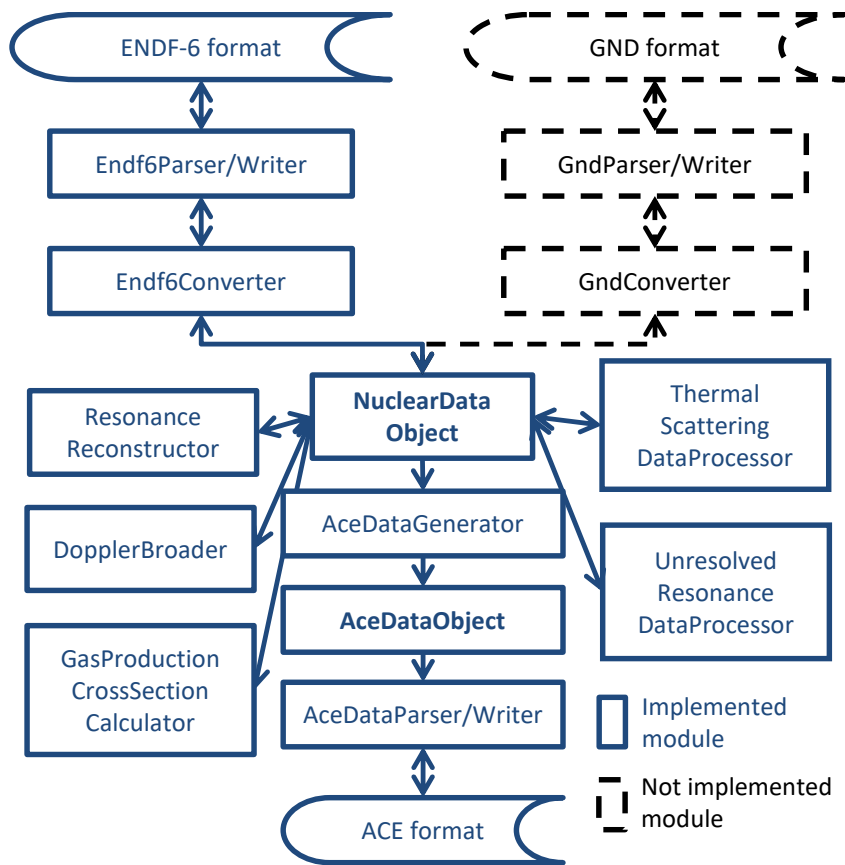 ENDF-6 format
GND format
Endf6Parser/Writer
GndParser/Writer
Endf6Converter
GndConverter
NuclearData
Object
Resonance
Reconstructor
Thermal
Scattering
DataProcessor
AceDataGenerator
DopplerBroader
Unresolved
Resonance
DataProcessor
AceDataObject
GasProduction
CrossSection
Calculator
AceDataParser/Writer
Implemented
module
Not implemented
module
ACE format